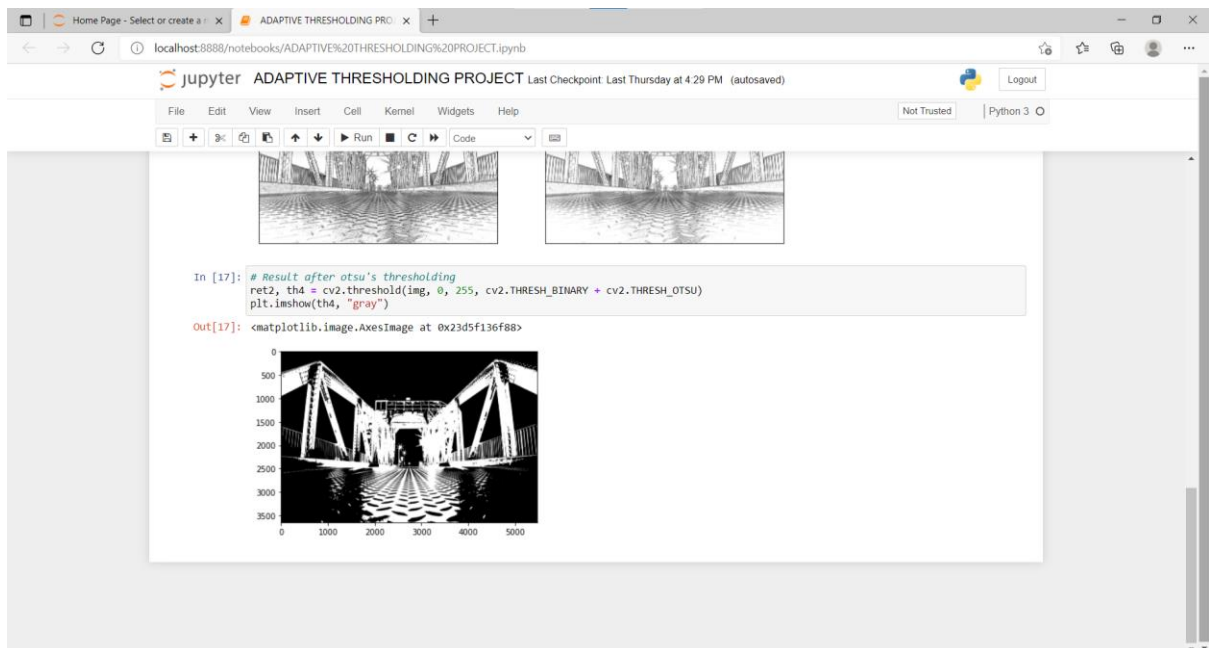 Home Page - Select or create a n
ADAPTIVE THRESHOLDING PRO
localhost:8888/notebooks/ADAPTIVE%20THRESHOLDING%20PROJECT.ipynb
jupyter ADAPTIVE THRESHOLDING PROJECT Last Checkpoint: Last Thursday at 4:29 PM (autosaved)
Logout
File Edit View Insert Cell Kernel Widgets Help
Not Trusted
Python 3
Run
Code
In [17]: # Result after otsu's thresholding
ret2, th4 = cv2.threshold(img, 0, 255, cv2.THRESH_BINARY + cv2.THRESH_OTSU)
plt.imshow(th4, "gray")
Out[17]: <matplotlib.image.AxesImage at 0x23d5f136f88>
0
500
1000
1500
2000
2500
3000
3500
0 1000 2000 3000 4000 5000